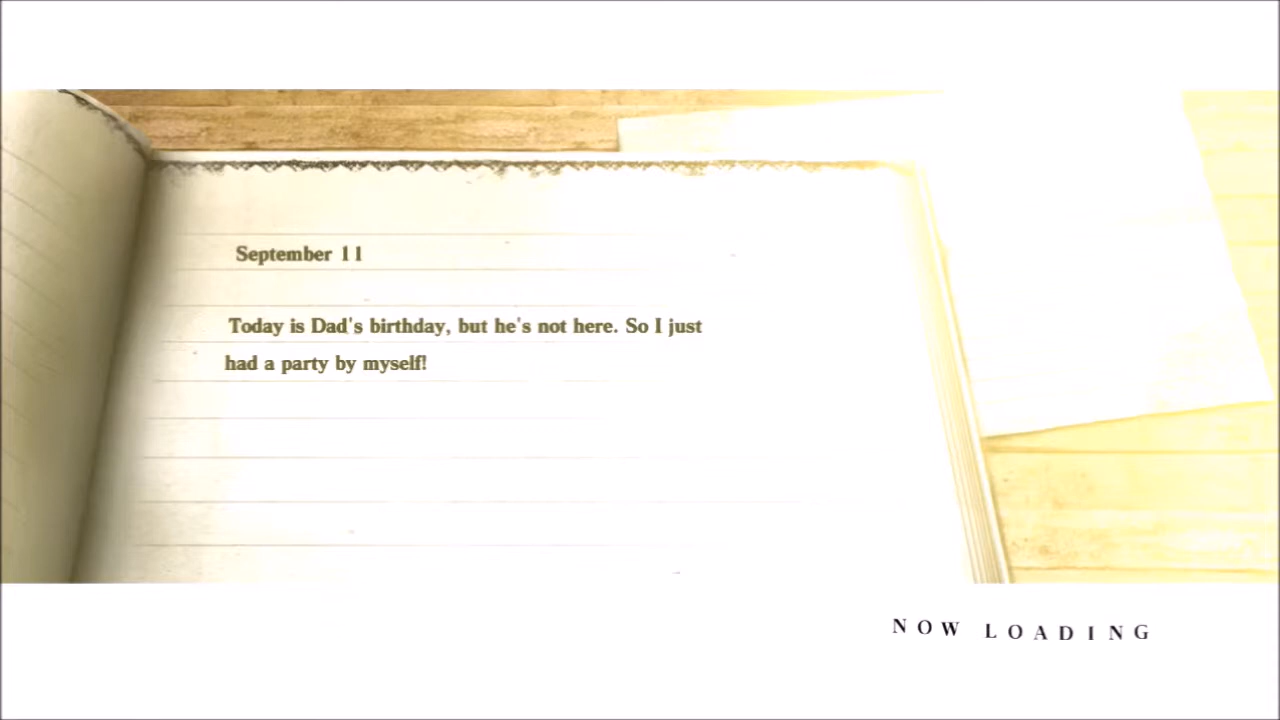 September 11
Today is Dad's birthday, but he's not here. So I just
had a party by myself!
NOW LOADING